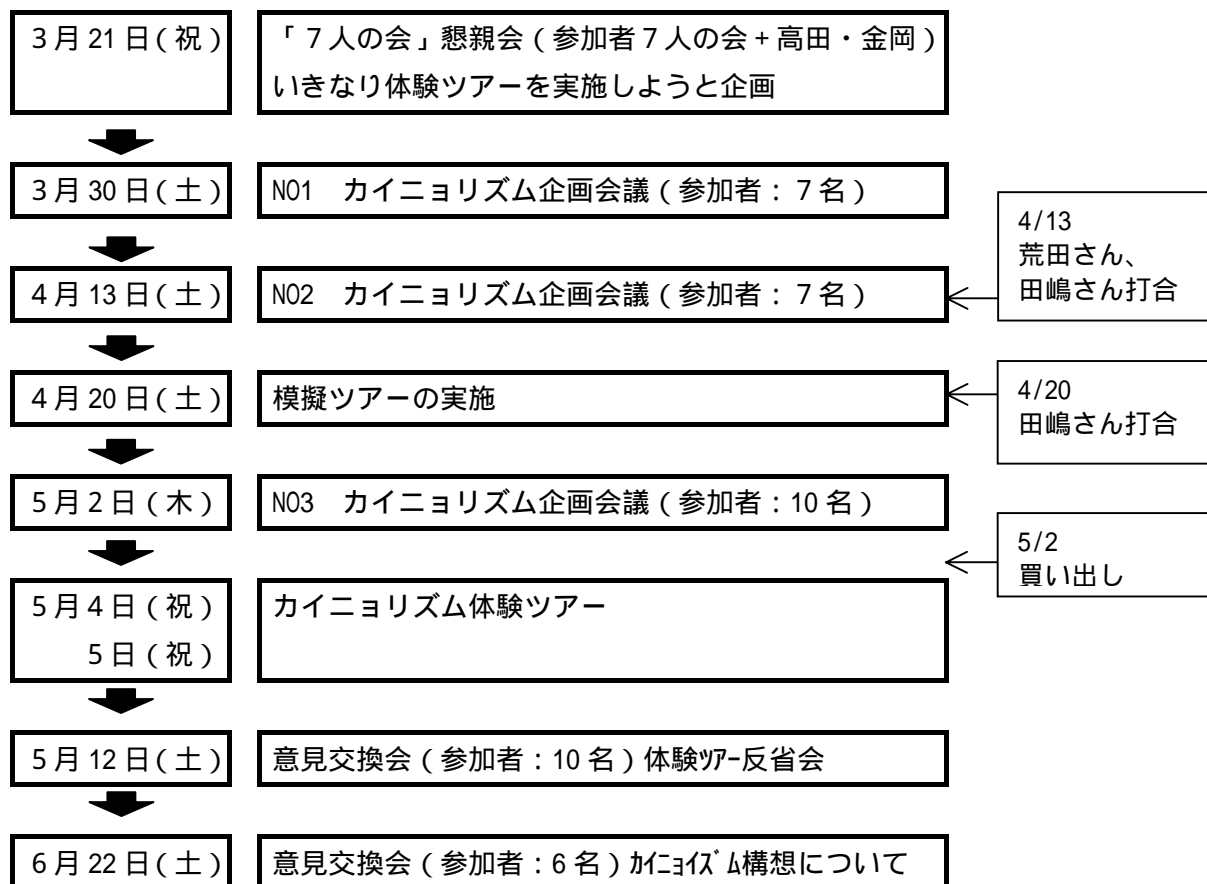 3月21日(祝)
「7人の会」懇親会(参加者7人の会+高田・金岡)
いきなり体験ツアーを実施しようと企画
3月30日(土)
NO1 カイニョリズム企画会議(参加者:7名)
4月13日(土)
NO2 カイニョリズム企画会議(参加者:7名)
4/13
荒田さん、
田嶋さん打合
4月20日(土)
模擬ツアーの実施
4/20
田嶋さん打合
5月2日(木)
NO3 カイニョリズム企画会議(参加者:10名)
5/2
買い出し
5月4日(祝)
5日(祝)
カイニョリズム体験ツアー
5月12日(土)
意見交換会(参加者:10名)体験ツアー反省会
6月22日(土)
意見交換会(参加者:6名)カイニョイズム構想について